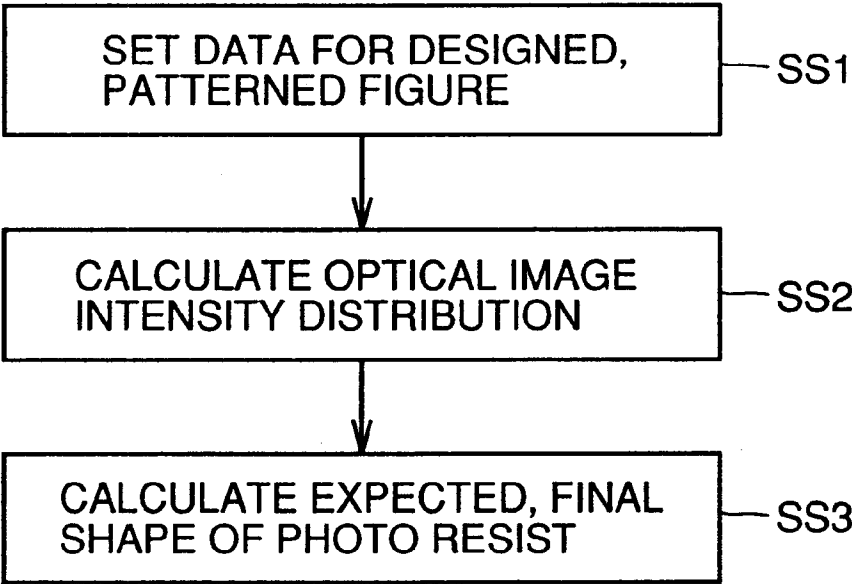 SET DATA FOR DESIGNED,
PATTERNED FIGURE
SS1
CALCULATE OPTICAL IMAGE
INTENSITY DISTRIBUTION
SS2
CALCULATE EXPECTED, FINAL
SHAPE OF PHOTO RESIST
SS3